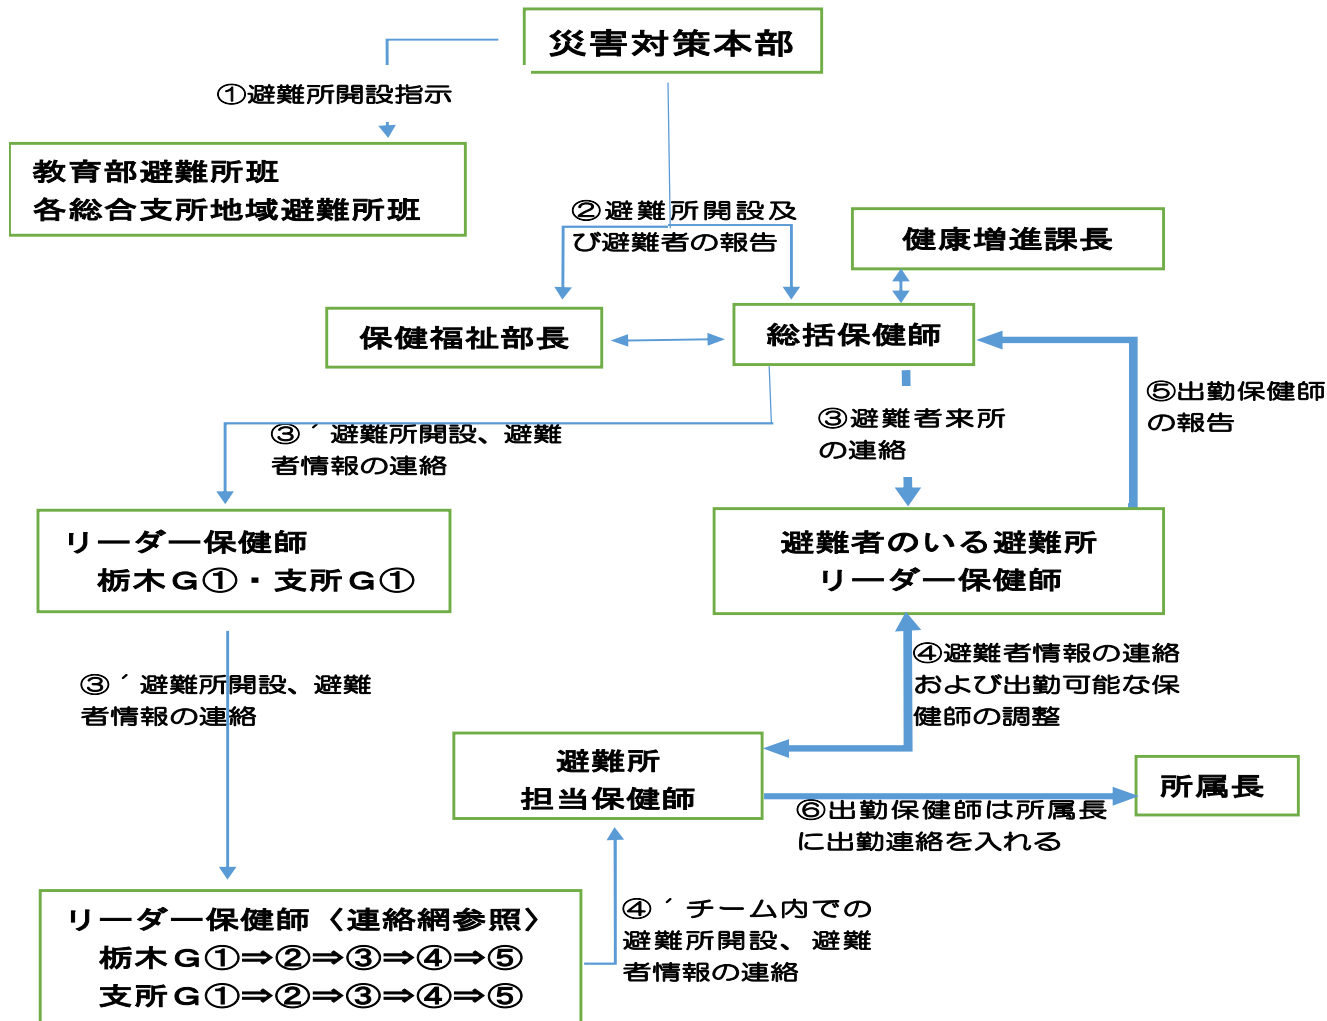 災害対策本部
①避難所開設指示
教育部避難所班
各総合支所地域避難所班
②避難所開設及
び避難者の報告
健康増進課長
保健福祉部長
総括保健師
⑤出勤保健師
の報告
③避難者来所
の連絡
③´避難所開設、避難
者情報の連絡
リーダー保健師
栃木G①・支所G①
避難者のいる避難所
リーダー保健師
④避難者情報の連絡
および出勤可能な保
健師の調整
③´避難所開設、避難
者情報の連絡
避難所
担当保健師
所属長
⑥出勤保健師は所属長
に出勤連絡を入れる
リーダー保健師〈連絡網参照〉
栃木G①⇒②⇒③⇒④⇒⑤
支所G①⇒②⇒③⇒④⇒⑤
④´チーム内での
避難所開設、避難
者情報の連絡